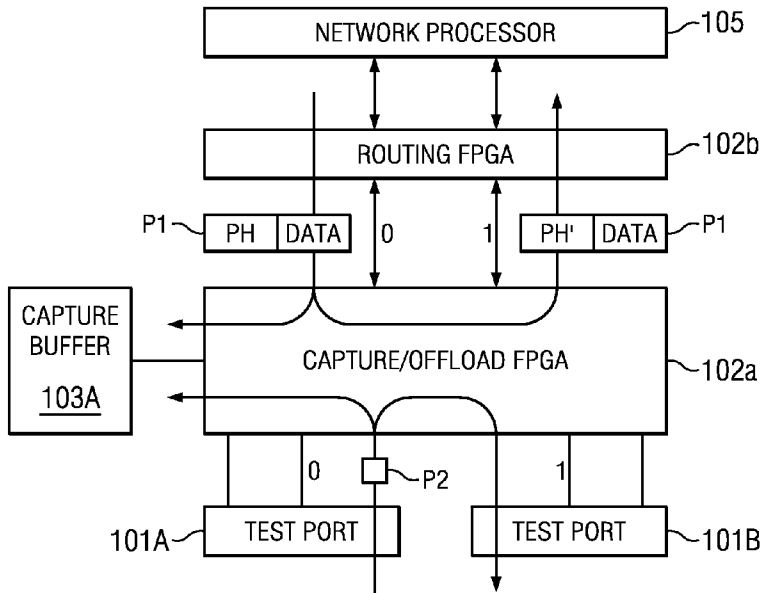 NETWORK PROCESSOR
105
ROUTING FPGA
102b
P1
PH
DATA
0
1
PH'
DATA
P1
CAPTURE
BUFFER
103A
CAPTURE/OFFLOAD FPGA
102a
0
P2
1
101A
TEST PORT
TEST PORT
101B